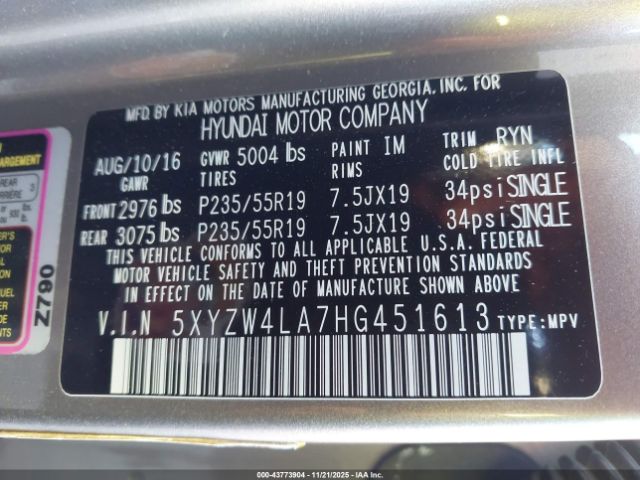 MFD. BY KIA MOTORS MANUFACTURING GEORGIA, INC. FOR
HYUNDAI MOTOR COMPANY
AUG/10/16 GVWR 5004 lbs PAINT IM TRIM RYN
GAWR TIRES RIMS COLD TIRE INFL
FRONT 2976 lbs P235/55R19 7.5JX19 34psi SINGLE
REAR 3075 lbs P235/55R19 7.5JX19 34psi SINGLE
THIS VEHICLE CONFORMS TO ALL APPLICABLE U.S.A. FEDERAL
MOTOR VEHICLE SAFETY AND THEFT PREVENTION STANDARDS
IN EFFECT ON THE DATE OF MANUFACTURE SHOWN ABOVE.
V.I.N 5XYZW4LA7HG451613 TYPE:MPV
REAR
3
Z790
000-43773904 - 11/21/2025 - IAAI.COM